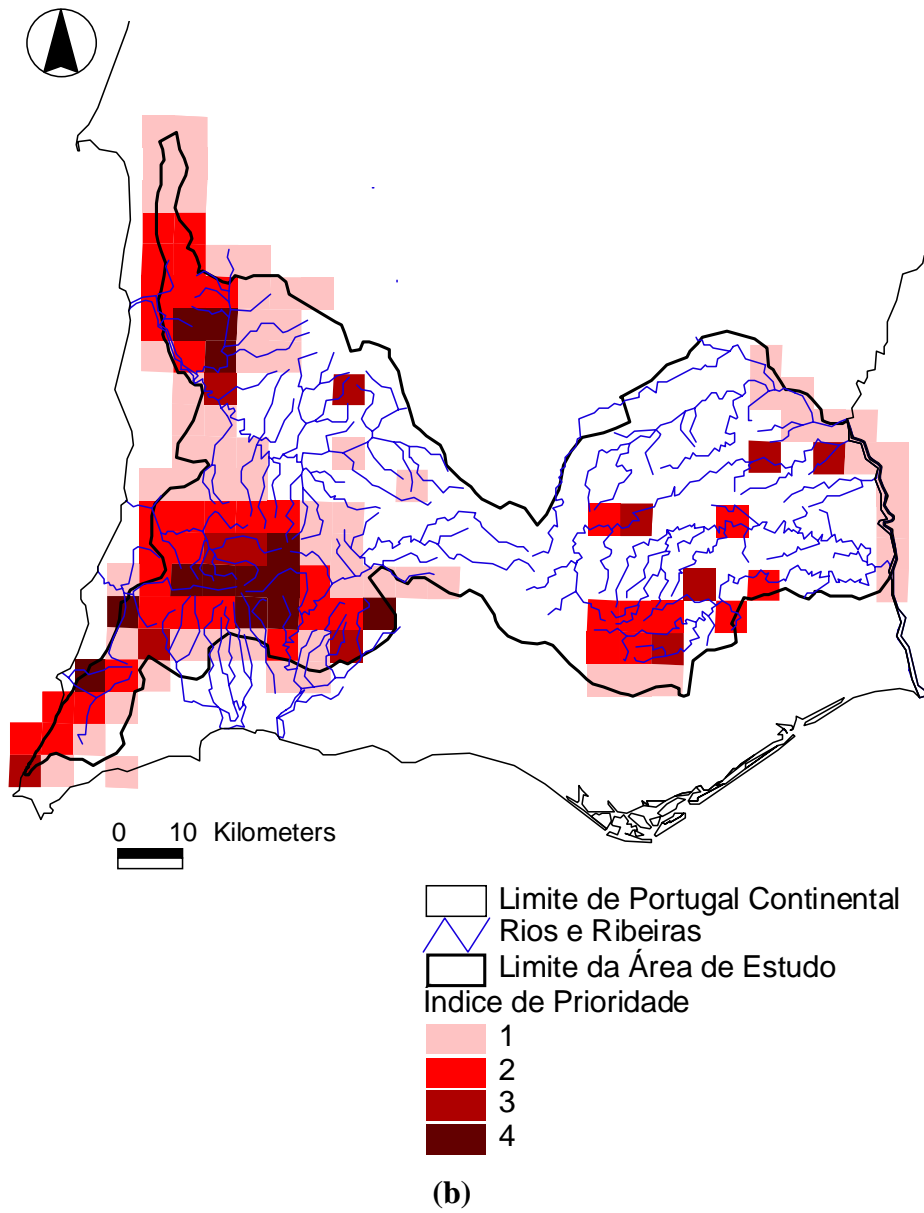 0 10 Kilometers
Limite de Portugal Continental
Rios e Ribeiras
Limite da Área de Estudo
Índice de Prioridade
1
2
3
4
(b)